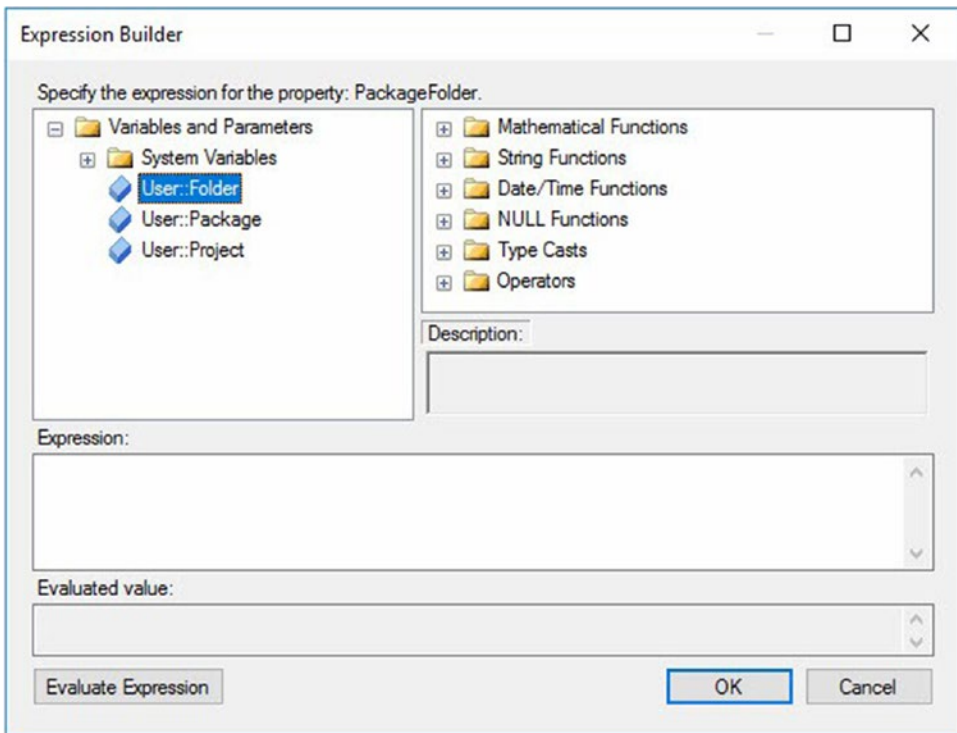 Expression Builder
Specify the expression for the property: PackageFolder.
Variables and Parameters
System Variables
User::Folder
User::Package
User::Project
Mathematical Functions
String Functions
Date/Time Functions
NULL Functions
Type Casts
Operators
Description:
Expression:
Evaluated value:
Evaluate Expression
OK
Cancel